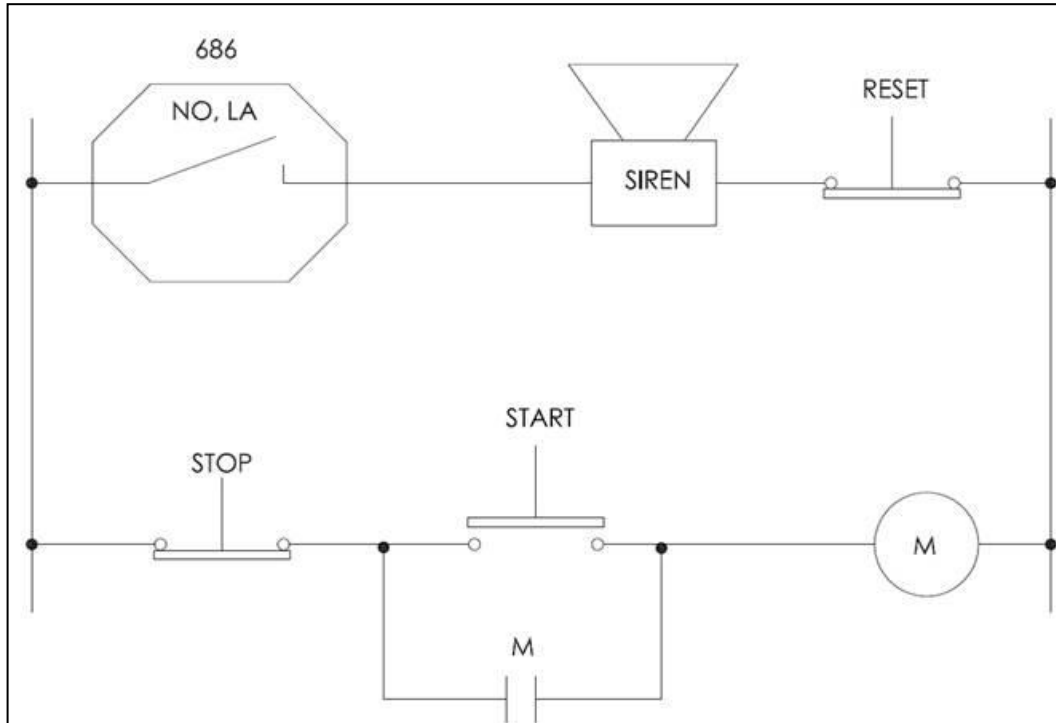 686
NO, LA
SIREN
RESET
STOP
START
M
M